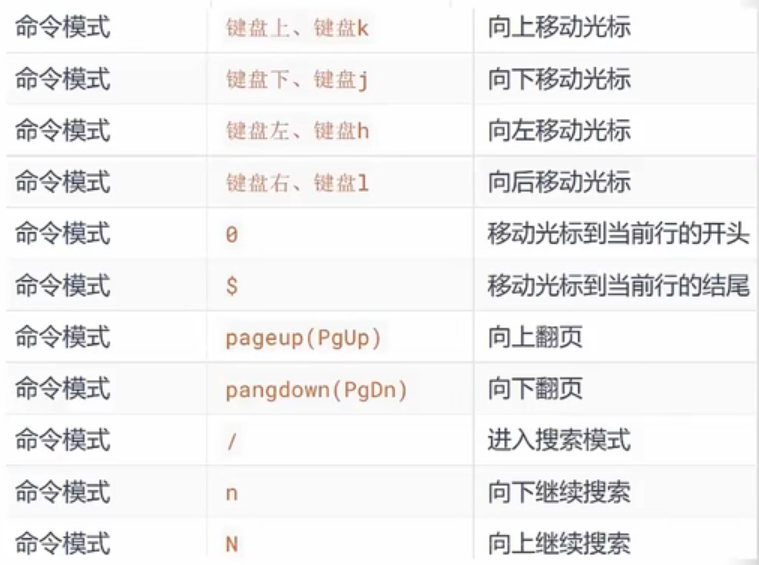 命令模式 键盘上、键盘k 向上移动光标
命令模式 键盘下、键盘j 向下移动光标
命令模式 键盘左、键盘h 向左移动光标
命令模式 键盘右、键盘l 向后移动光标
命令模式 0 移动光标到当前行的开头
命令模式 $ 移动光标到当前行的结尾
命令模式 pageup(PgUp) 向上翻页
命令模式 pangdown(PgDn) 向下翻页
命令模式 / 进入搜索模式
命令模式 n 向下继续搜索
命令模式 N 向上继续搜索